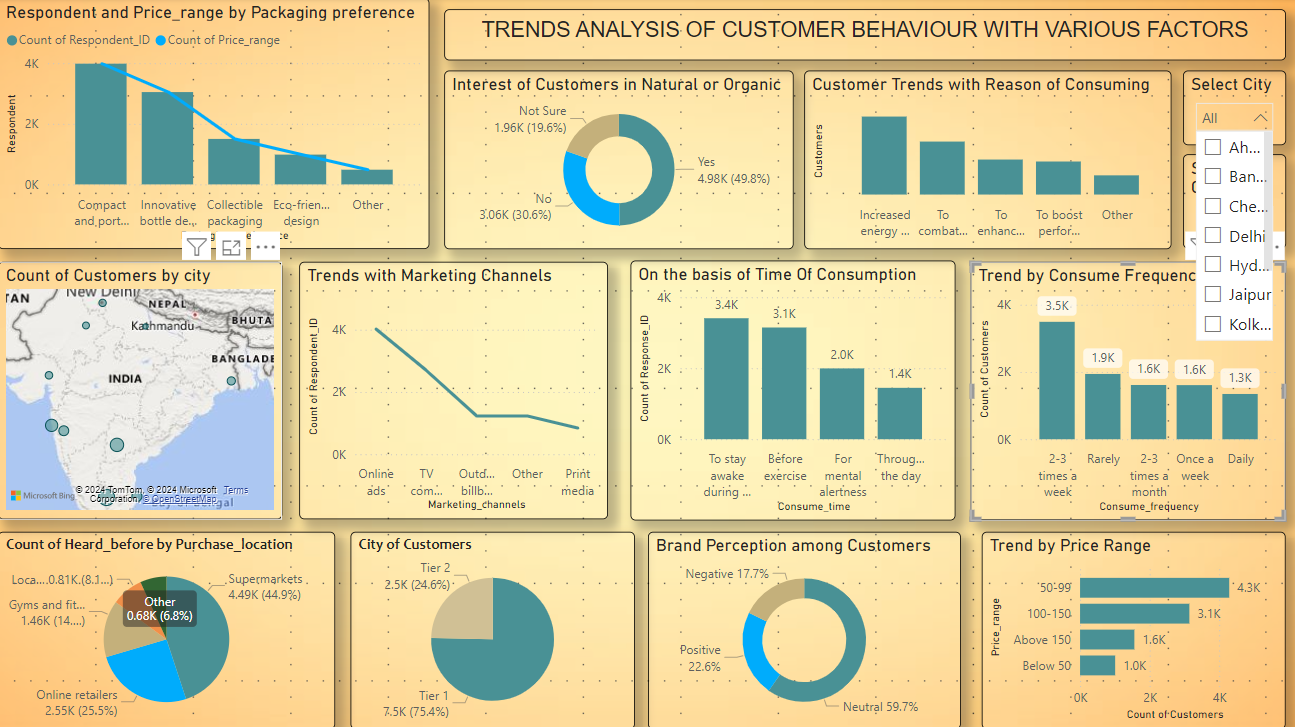 Respondent and Price_range by Packaging preference
Count of Respondent_ID Count of Price_range
4K
2K
0K
Respondent
Compact and port...
Innovative bottle de...
Collectible packaging
Eco-frien... design
Other
TRENDS ANALYSIS OF CUSTOMER BEHAVIOUR WITH VARIOUS FACTORS
Interest of Customers in Natural or Organic
Not Sure
1.96K (19.6%)
Yes
4.98K (49.8%)
No
3.06K (30.6%)
Customer Trends with Reason of Consuming
Customers
Increased energy ...
To combat...
To enhanc...
To boost perfor...
Other
Select City
All
Ah...
Ban...
Che...
Delhi
Hyd...
Jaipur
Kolk...
Count of Customers by city
TAN
New Delhi
NEPAL
Kathmandu
BHUTA
BANGLADE
INDIA
Microsoft Bing
© 2024 TomTom, © 2024 Microsoft Corporation, © OpenStreetMap Terms
Bay of Bengal
Trends with Marketing Channels
Count of Respondent_ID
4K
2K
0K
Online ads
TV com...
Outd... billb...
Other
Print media
Marketing_channels
On the basis of Time Of Consumption
Count of Response_ID
4K
2K
0K
3.4K
3.1K
2.0K
1.4K
To stay awake during ...
Before exercise
For mental alertness
Throug... the day
Consume_time
Trend by Consume Frequenc
Count of Customers
4K
2K
0K
3.5K
1.9K
1.6K
1.6K
1.3K
2-3 times a week
Rarely
2-3 times a month
Once a week
Daily
Consume_frequency
Count of Heard_before by Purchase_location
Loca... 0.81K (8.1...)
Supermarkets
4.49K (44.9%)
Gyms and fit...
1.46K (14....)
Other
0.68K (6.8%)
Online retailers
2.55K (25.5%)
City of Customers
Tier 2
2.5K (24.6%)
Tier 1
7.5K (75.4%)
Brand Perception among Customers
Negative 17.7%
Positive
22.6%
Neutral 59.7%
Trend by Price Range
Price_range
50-99 4.3K
100-150 3.1K
Above 150 1.6K
Below 50 1.0K
0K 2K 4K
Count of Customers